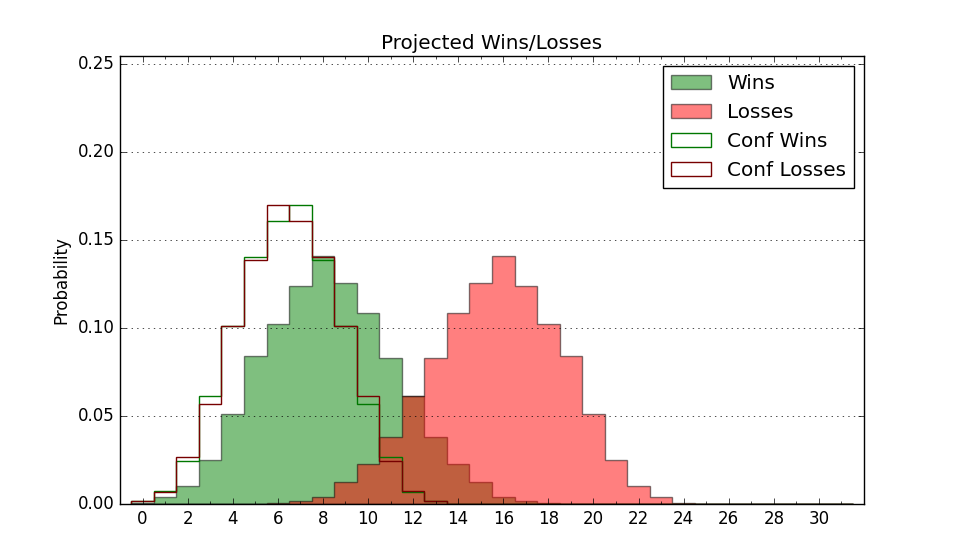 Projected Wins/Losses
0.25
0.20
0.15
0.10
0.05
0.00
Probability
Wins
Losses
Conf Wins
Conf Losses
0 2 4 6 8 10 12 14 16 18 20 22 24 26 28 30